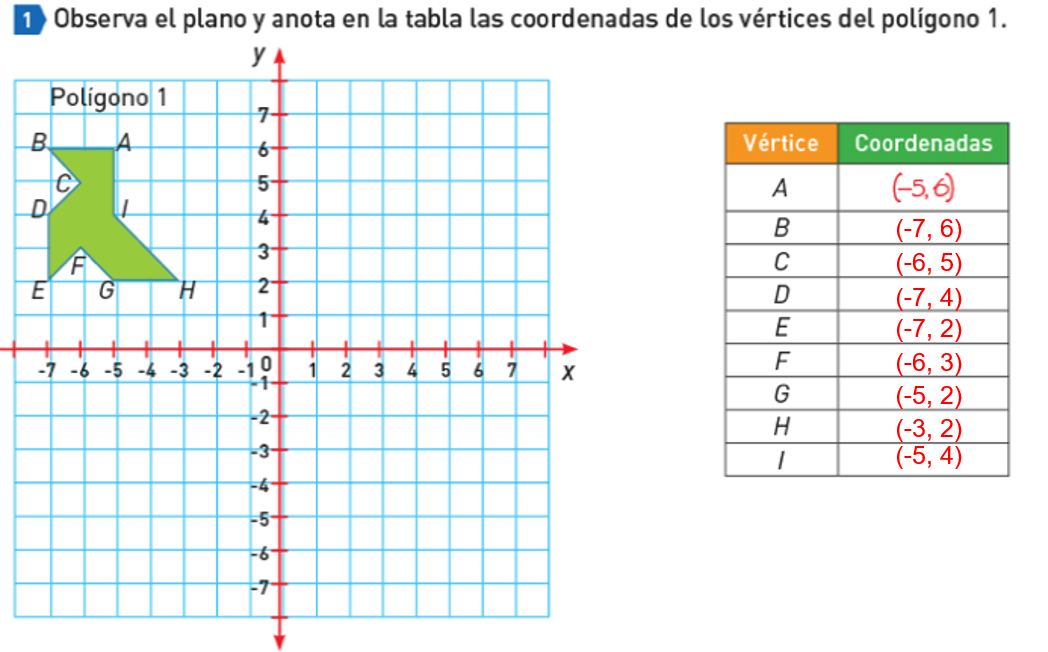 1 Observa el plano y anota en la tabla las coordenadas de los vértices del polígono 1.
y
Polígono 1
7
B A
6
C 5
D I
4
3
F
E G H
2
1
-7 -6 -5 -4 -3 -2 -1 0 1 2 3 4 5 6 7 x
-1
-2
-3
-4
-5
-6
-7
Vértice Coordenadas
A (-5, 6)
B (-7, 6)
C (-6, 5)
D (-7, 4)
E (-7, 2)
F (-6, 3)
G (-5, 2)
H (-3, 2)
I (-5, 4)